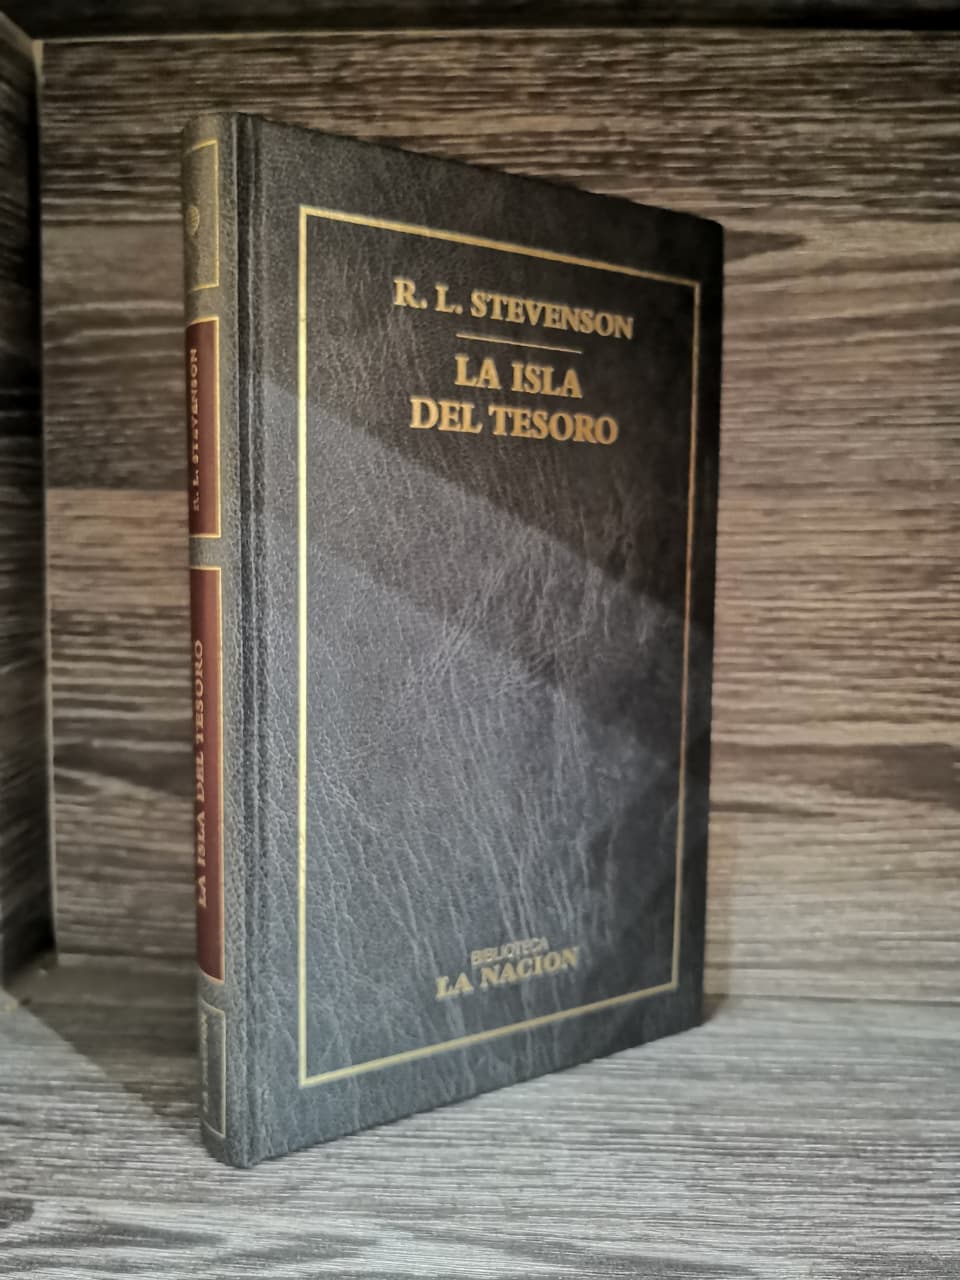 R. L. STEVENSON
LA ISLA
DEL TESORO
BIBLIOTECA
LA NACION
R. L. STEVENSON
LA ISLA DEL TESORO